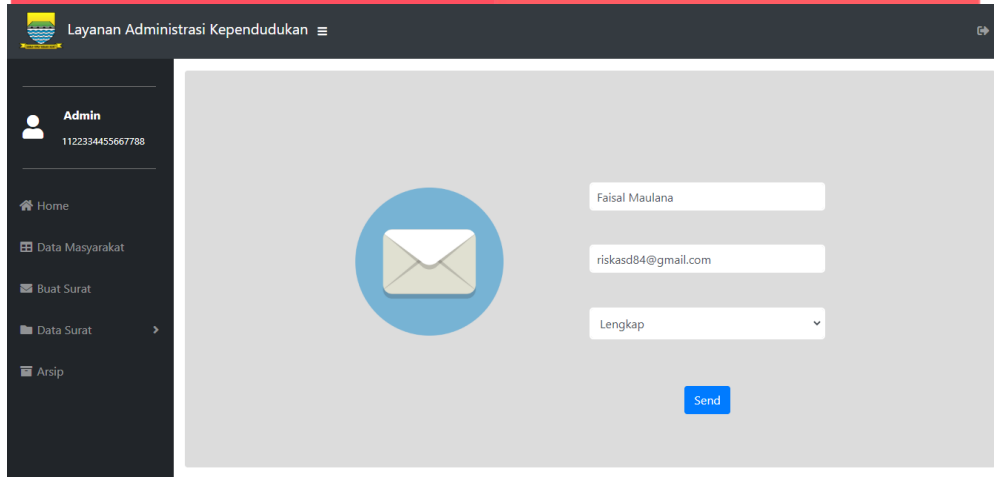 Layanan Administrasi Kependudukan
Admin
1122334455667788
Home
Data Masyarakat
Buat Surat
Data Surat
Arsip
Faisal Maulana
riskasd84@gmail.com
Lengkap
Send